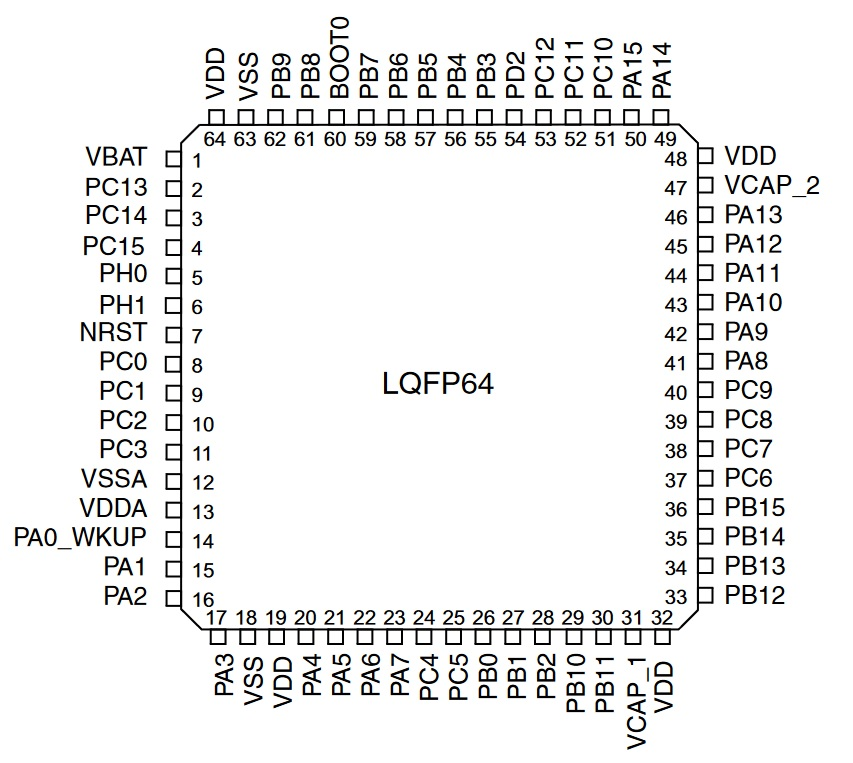 VDD VSS PB9 PB8 BOOT0 PB7 PB6 PB5 PB4 PB3 PD2 PC12 PC11 PC10 PA15 PA14
64 63 62 61 60 59 58 57 56 55 54 53 52 51 50 49
VBAT 1 48 VDD
PC13 2 47 VCAP_2
PC14 3 46 PA13
PC15 4 45 PA12
PH0 5 44 PA11
PH1 6 43 PA10
NRST 7 42 PA9
PC0 8 41 PA8
LQFP64
PC1 9 40 PC9
PC2 10 39 PC8
PC3 11 38 PC7
VSSA 12 37 PC6
VDDA 13 36 PB15
PA0_WKUP 14 35 PB14
PA1 15 34 PB13
PA2 16 33 PB12
17 18 19 20 21 22 23 24 25 26 27 28 29 30 31 32
PA3 VSS VDD PA4 PA5 PA6 PA7 PC4 PC5 PB0 PB1 PB2 PB10 PB11 VCAP_1 VDD